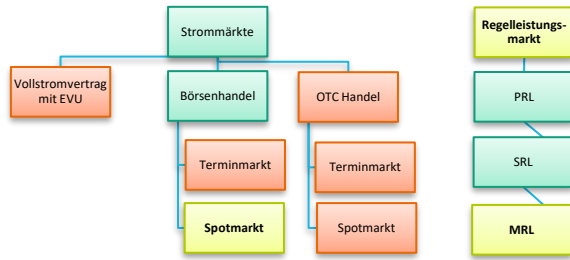 Strommärkte
Vollstromvertrag
mit EVU
Börsenhandel
OTC Handel
Terminmarkt
Terminmarkt
Spotmarkt
Spotmarkt
Regelleistungs-
markt
PRL
SRL
MRL